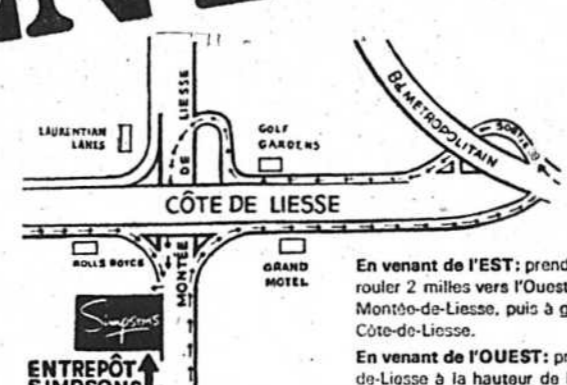 LAURENTIAN
LANES
MONTÉE DE LIESSE
GOLF
GARDENS
Bd. METROPOLITAIN
SORTIE
CÔTE DE LIESSE
ROLLS ROYCE
GRAND
MOTEL
Simpsons
ENTREPÔT
SIMPSONS
En venant de l'EST: prend
rouler 2 milles vers l'Ouest
Montée-de-Liesse, puis à g
Côte-de-Liesse.
En venant de l'OUEST: pr
de-Liesse à la hauteur de l